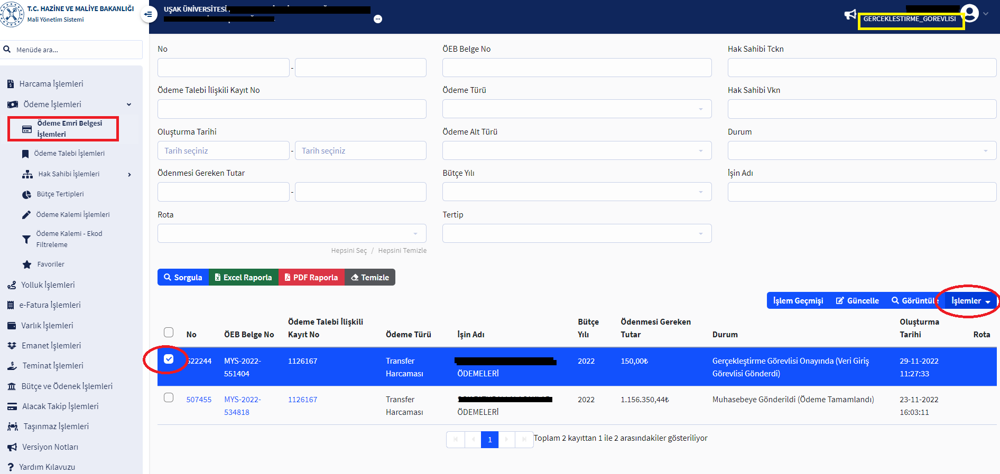 T.C. HAZİNE VE MALİYE BAKANLIĞI
Mali Yönetim Sistemi
UŞAK ÜNİVERSİTESİ
GERCEKLESTIRME_GOREVLISI
Menüde ara...
Harcama İşlemleri
Ödeme İşlemleri
Ödeme Emri Belgesi
İşlemleri
Ödeme Talebi İşlemleri
Hak Sahibi İşlemleri
Bütçe Tertipleri
Ödeme Kalemi İşlemleri
Ödeme Kalemi - Ekod
Filtreleme
Favoriler
Yolluk İşlemleri
e-Fatura İşlemleri
Varlık İşlemleri
Emanet İşlemleri
Teminat İşlemleri
Bütçe ve Ödenek İşlemleri
Alacak Takip İşlemleri
Taşınmaz İşlemleri
Versiyon Notları
Yardım Kılavuzu
No
ÖEB Belge No
Hak Sahibi Tckn
-
Ödeme Talebi İlişkili Kayıt No
Ödeme Türü
Hak Sahibi Vkn
Oluşturma Tarihi
Ödeme Alt Türü
Durum
Tarih seçiniz - Tarih seçiniz
Ödenmesi Gereken Tutar
Bütçe Yılı
İşin Adı
-
Rota
Tertip
Hepsini Seç / Hepsini Temizle
Sorgula Excel Raporla PDF Raporla Temizle
İşlem Geçmişi Güncelle Görüntüle İşlemler
No
ÖEB Belge No
Ödeme Talebi İlişkili
Kayıt No
Ödeme Türü
İşin Adı
Bütçe
Yılı
Ödenmesi Gereken
Tutar
Durum
Oluşturma
Tarihi
Rota
522244
MYS-2022-
551404
1126167
Transfer
Harcaması
ÖDEMELERİ
2022
150,00₺
Gerçekleştirme Görevlisi Onayında (Veri Giriş
Görevlisi Gönderdi)
29-11-2022
11:27:33
507455
MYS-2022-
534818
1126167
Transfer
Harcaması
ÖDEMELERİ
2022
1.156.350,44₺
Muhasebeye Gönderildi (Ödeme Tamamlandı)
23-11-2022
16:03:11
1
Toplam 2 kayıttan 1 ile 2 arasındakiler gösteriliyor